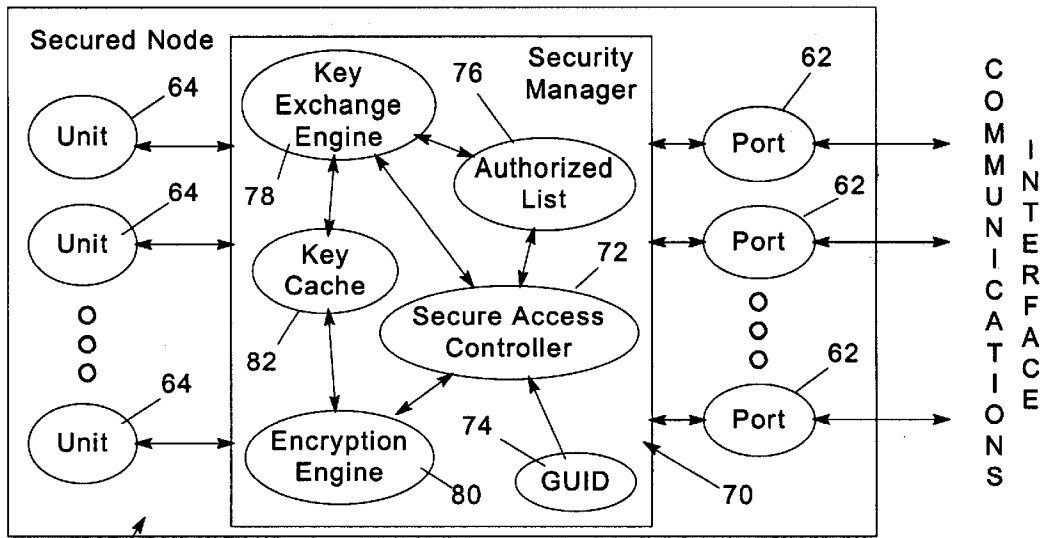 Secured Node
Security
Manager
64
Unit
64
Unit
64
Unit
Key
Exchange
Engine
78
76
Authorized
List
Key
Cache
82
72
Secure Access
Controller
Encryption
Engine
80
74
GUID
70
62
Port
62
Port
62
Port
COMMUNICATIONS
INTERFACE